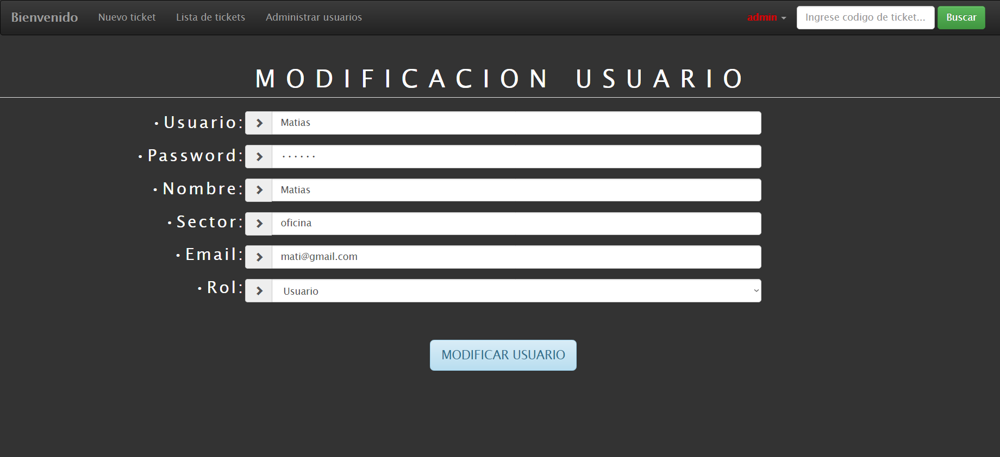 Bienvenido Nuevo ticket Lista de tickets Administrar usuarios admin Ingrese codigo de ticket... Buscar
MODIFICACION USUARIO
• Usuario: Matias
• Password: ······
• Nombre: Matias
• Sector: oficina
• Email: mati@gmail.com
• Rol: Usuario
MODIFICAR USUARIO